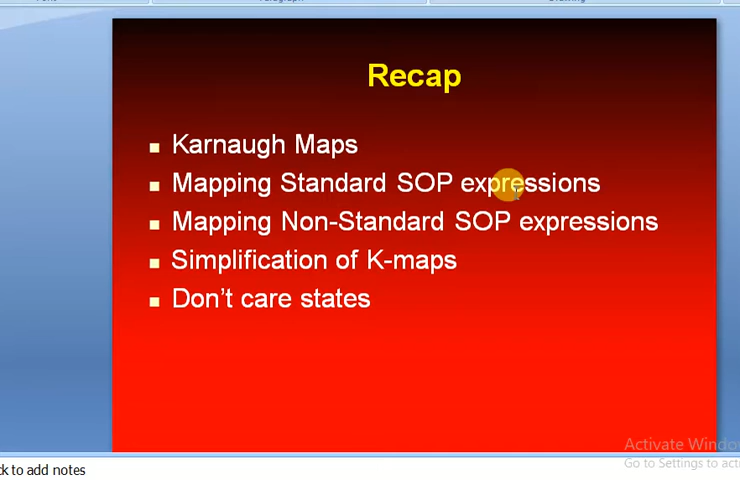 Recap
Karnaugh Maps
Mapping Standard SOP expressions
Mapping Non-Standard SOP expressions
Simplification of K-maps
Don't care states
Activate Windo
Go to Settings to acti
ck to add notes